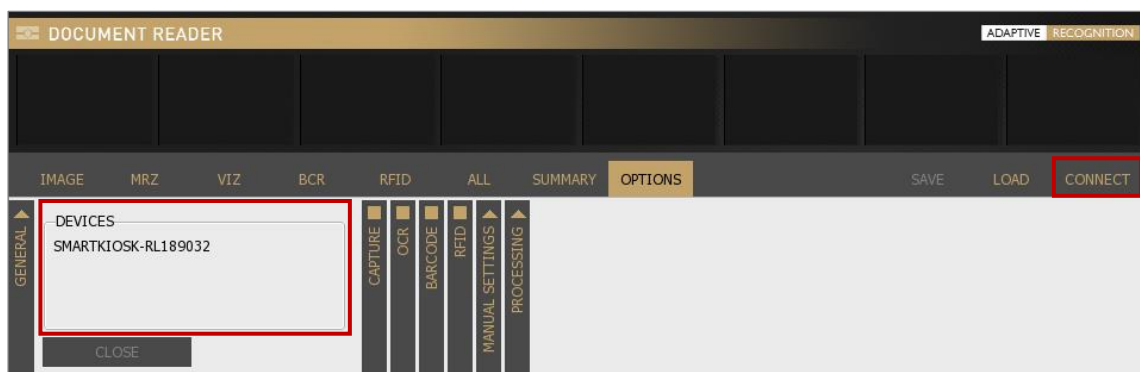 DOCUMENT READER
ADAPTIVE RECOGNITION
IMAGE MRZ VIZ BCR RFID ALL SUMMARY OPTIONS SAVE LOAD CONNECT
GENERAL
DEVICES
SMARTKIOSK-RL189032
CLOSE
CAPTURE
OCR
BARCODE
RFID
MANUAL SETTINGS
PROCESSING